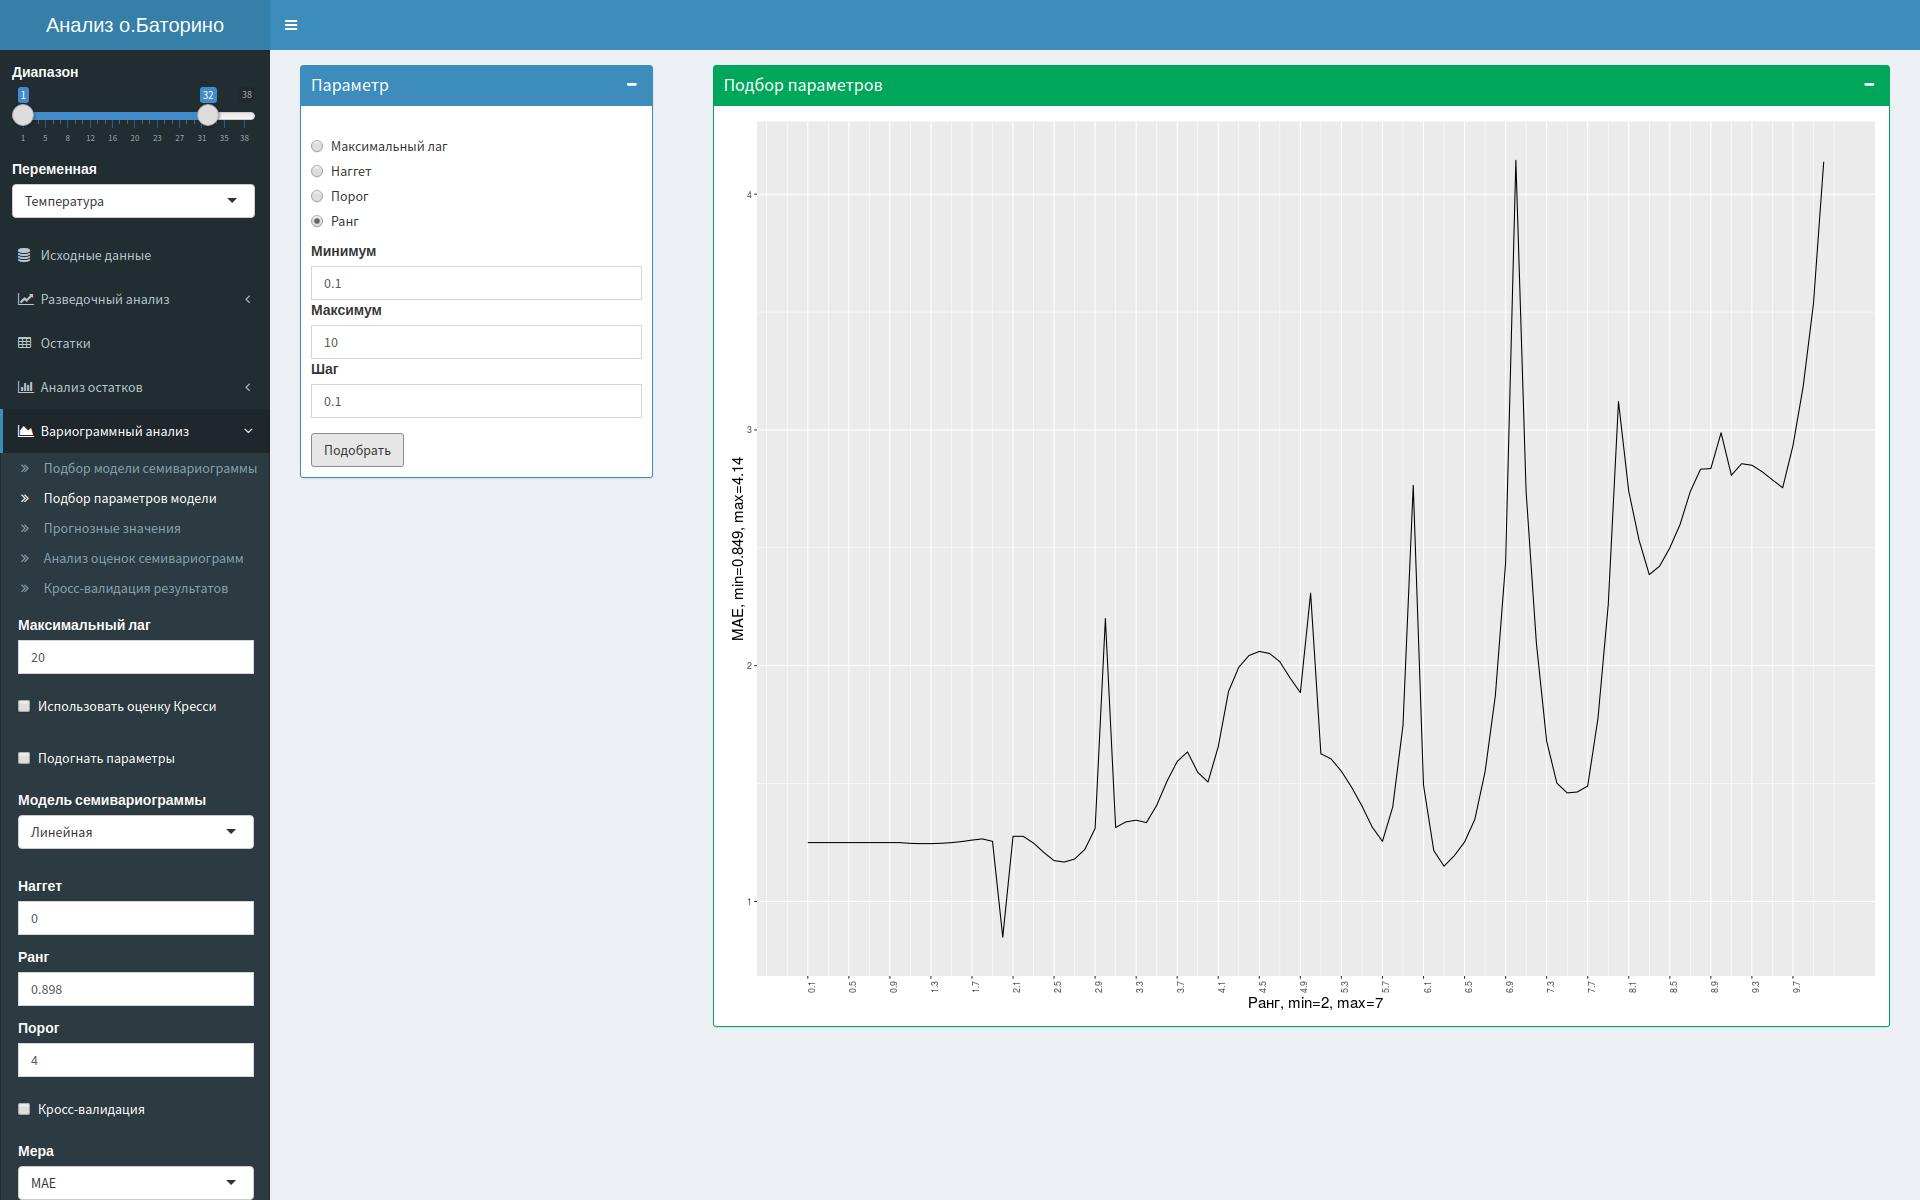 Анализ о.Баторино
Диапазон
1 32 38
1 5 8 12 16 20 23 27 31 35 38
Переменная
Температура
Исходные данные
Разведочный анализ
Остатки
Анализ остатков
Вариограммный анализ
Подбор модели семивариограммы
Подбор параметров модели
Прогнозные значения
Анализ оценок семивариограмм
Кросс-валидация результатов
Максимальный лаг
20
Использовать оценку Кресси
Подогнать параметры
Модель семивариограммы
Линейная
Наггет
0
Ранг
0.898
Порог
4
Кросс-валидация
Мера
MAE
Параметр
Максимальный лаг
Наггет
Порог
Ранг
Минимум
0.1
Максимум
10
Шаг
0.1
Подобрать
Подбор параметров
MAE, min=0.849, max=4.14
4
3
2
1
0.1 0.5 0.9 1.3 1.7 2.1 2.5 2.9 3.3 3.7 4.1 4.5 4.9 5.3 5.7 6.1 6.5 6.9 7.3 7.7 8.1 8.5 8.9 9.3 9.7
Ранг, min=2, max=7